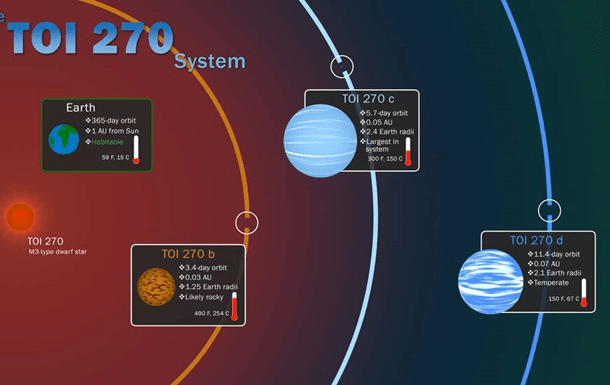 TOI 270
System
Earth
❖365-day orbit
❖1 AU from Sun
❖Habitable
59 F, 15 C
TOI 270
M3-type dwarf star
TOI 270 b
❖3.4-day orbit
❖0.03 AU
❖1.25 Earth radii
❖Likely rocky
490 F, 254 C
TOI 270 c
❖5.7-day orbit
❖0.05 AU
❖2.4 Earth radii
❖Largest in
system
300 F, 150 C
TOI 270 d
❖11.4-day orbit
❖0.07 AU
❖2.1 Earth radii
❖Temperate
150 F, 67 C